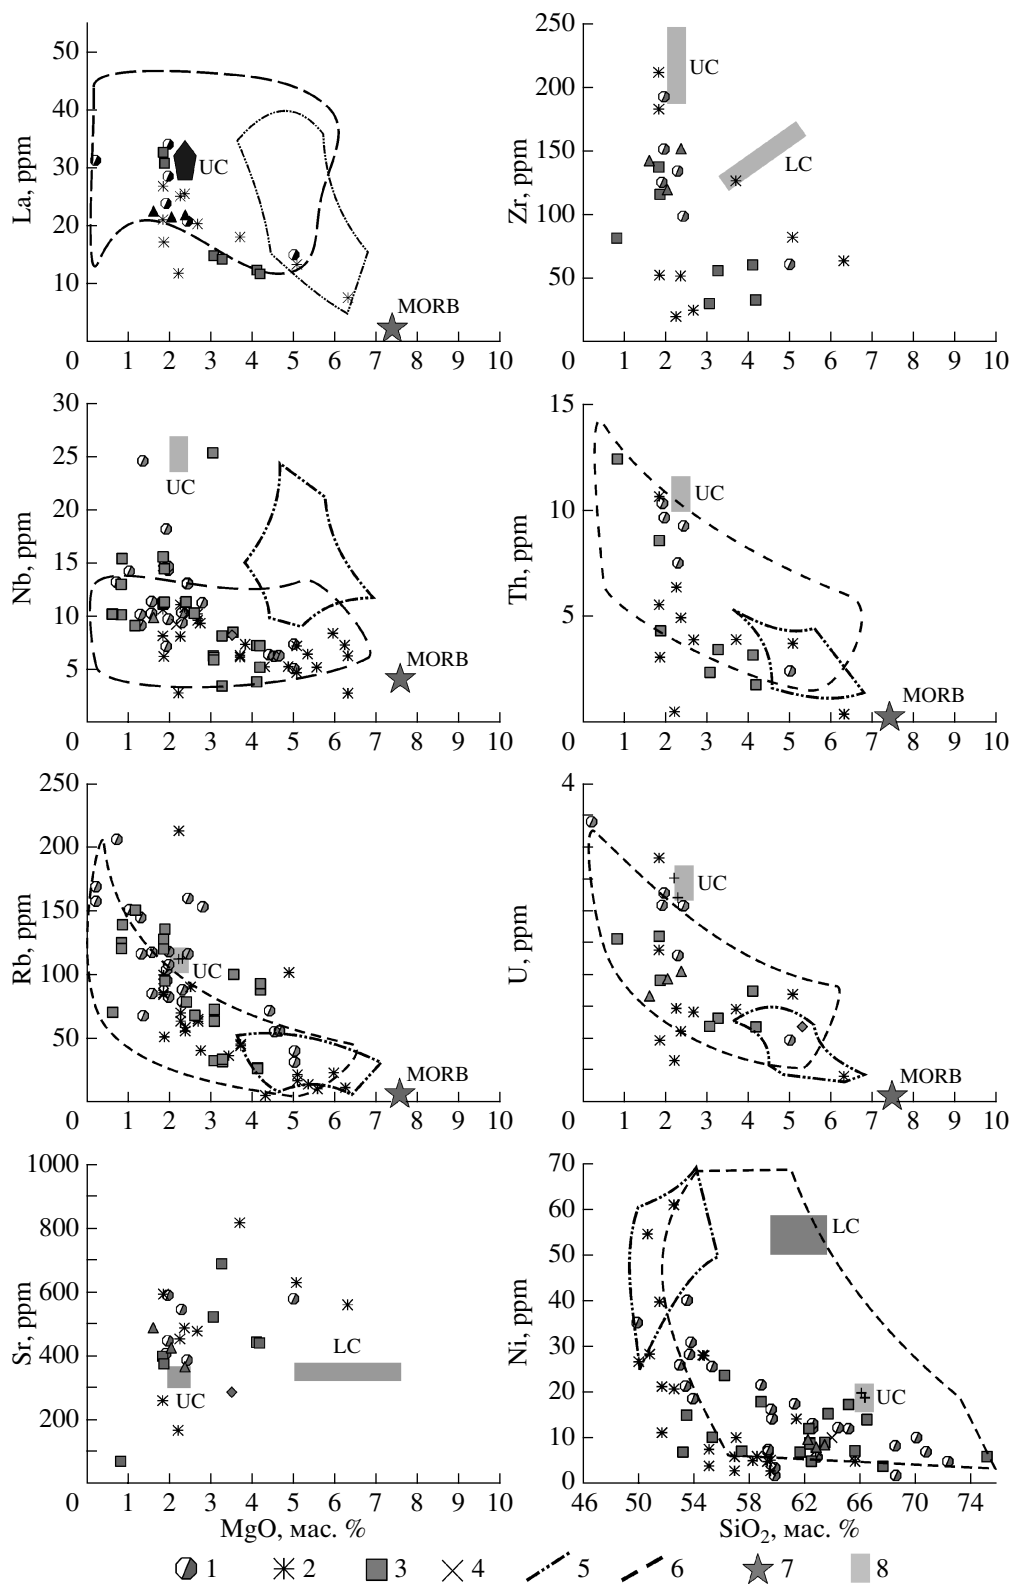 La, ppm
50
40
30
20
10
UC
MORB
0 1 2 3 4 5 6 7 8 9 10
Zr, ppm
250
200
150
100
50
UC
LC
0 1 2 3 4 5 6 7 8 9 10
Nb, ppm
30
25
20
15
10
5
UC
MORB
0 1 2 3 4 5 6 7 8 9 10
Th, ppm
15
10
5
UC
MORB
0 1 2 3 4 5 6 7 8 9 10
Rb, ppm
250
200
150
100
50
0
UC
MORB
1 2 3 4 5 6 7 8 9 10
U, ppm
4
UC
MORB
0 1 2 3 4 5 6 7 8 9 10
Sr, ppm
1000
800
600
400
200
UC
LC
0 1 2 3 4 5 6 7 8 9 10
MgO, мас. %
Ni, ppm
70
60
50
40
30
20
10
0
LC
UC
46 50 54 58 62 66 70 74
SiO₂, мас. %
1 2 3 4 5 6 7 8